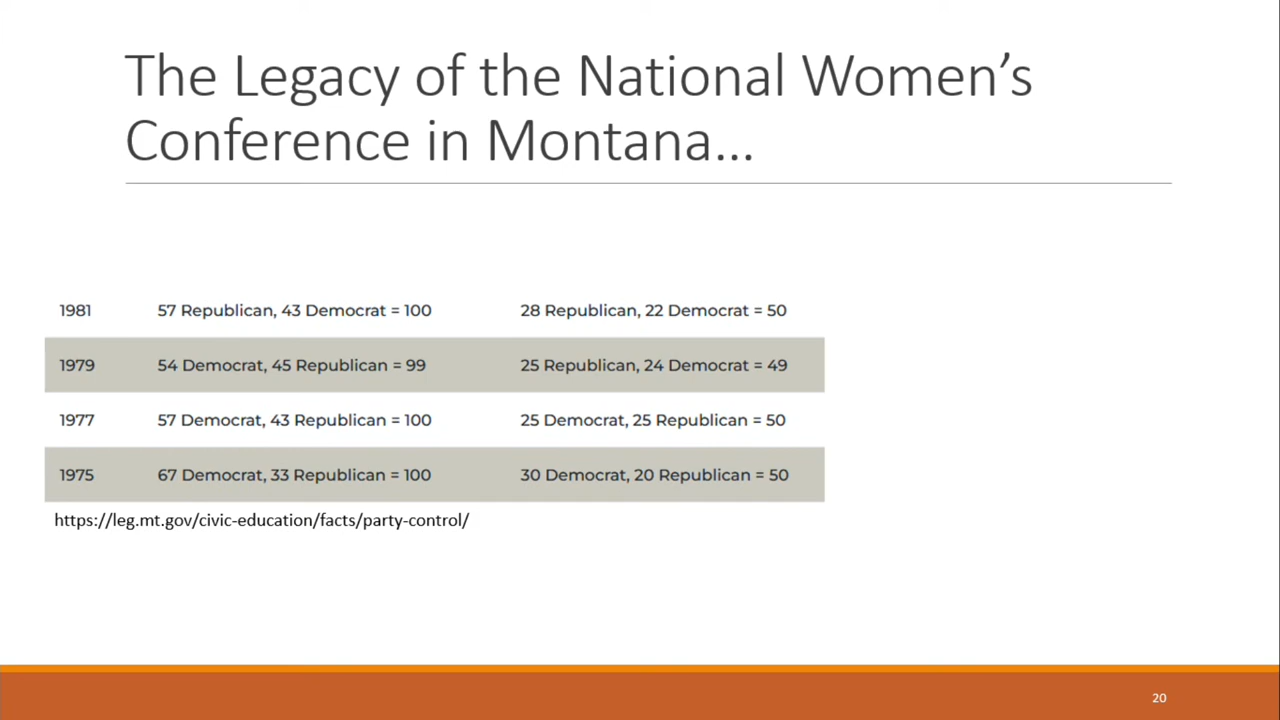 The Legacy of the National Women’s
Conference in Montana…
1981 57 Republican, 43 Democrat = 100 28 Republican, 22 Democrat = 50
1979 54 Democrat, 45 Republican = 99 25 Republican, 24 Democrat = 49
1977 57 Democrat, 43 Republican = 100 25 Democrat, 25 Republican = 50
1975 67 Democrat, 33 Republican = 100 30 Democrat, 20 Republican = 50
https://leg.mt.gov/civic-education/facts/party-control/
20